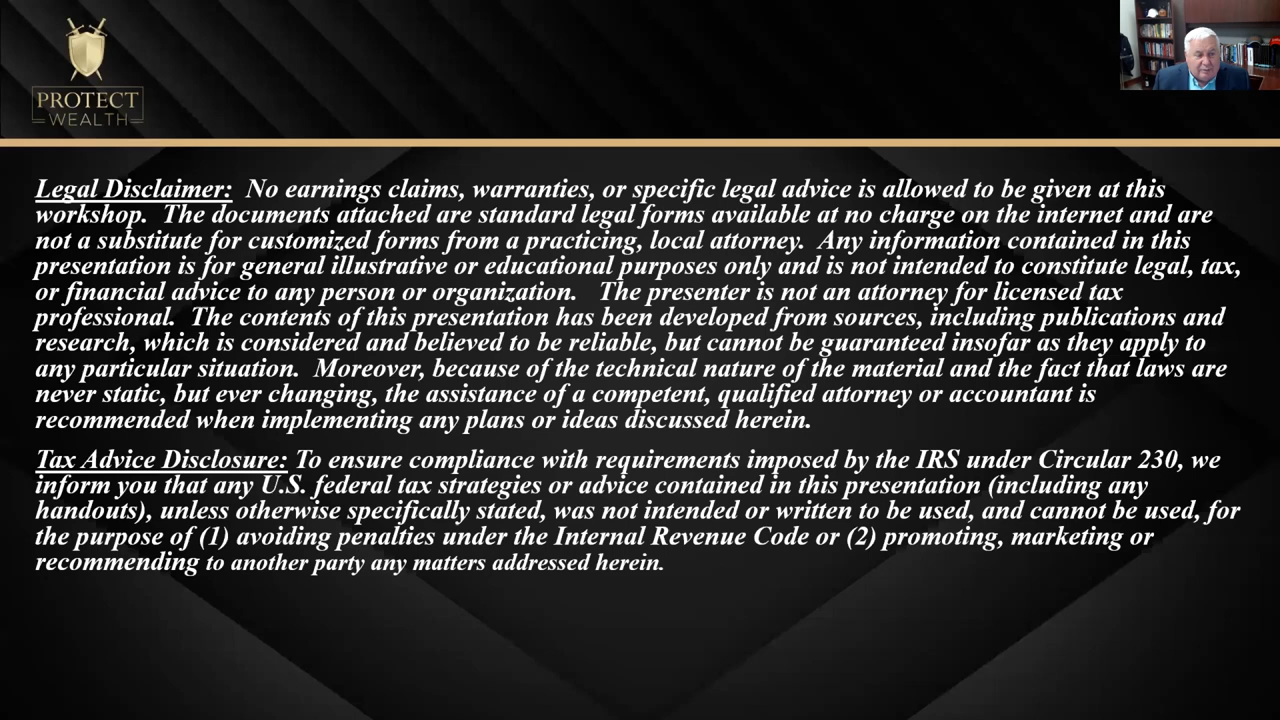 PROTECT
WEALTH
Legal Disclaimer: No earnings claims, warranties, or specific legal advice is allowed to be given at this
workshop. The documents attached are standard legal forms available at no charge on the internet and are
not a substitute for customized forms from a practicing, local attorney. Any information contained in this
presentation is for general illustrative or educational purposes only and is not intended to constitute legal, tax,
or financial advice to any person or organization. The presenter is not an attorney for licensed tax
professional. The contents of this presentation has been developed from sources, including publications and
research, which is considered and believed to be reliable, but cannot be guaranteed insofar as they apply to
any particular situation. Moreover, because of the technical nature of the material and the fact that laws are
never static, but ever changing, the assistance of a competent, qualified attorney or accountant is
recommended when implementing any plans or ideas discussed herein.
Tax Advice Disclosure: To ensure compliance with requirements imposed by the IRS under Circular 230, we
inform you that any U.S. federal tax strategies or advice contained in this presentation (including any
handouts), unless otherwise specifically stated, was not intended or written to be used, and cannot be used, for
the purpose of (1) avoiding penalties under the Internal Revenue Code or (2) promoting, marketing or
recommending to another party any matters addressed herein.